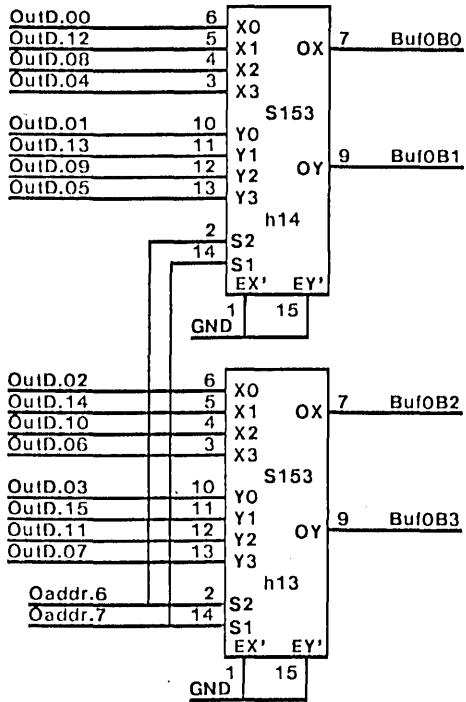 OutD.00 6 X0 OX 7 Buf0B0
OutD.12 5 X1
OutD.08 4 X2
OutD.04 3 X3
S153
OutD.01 10 Y0
OutD.13 11 Y1
OutD.09 12 Y2 OY 9 Buf0B1
OutD.05 13 Y3
h14
2 S2
14 S1
EX' EY'
1 15
GND
OutD.02 6 X0
OutD.14 5 X1 OX 7 Buf0B2
OutD.10 4 X2
OutD.06 3 X3
S153
OutD.03 10 Y0
OutD.15 11 Y1
OutD.11 12 Y2 OY 9 Buf0B3
OutD.07 13 Y3
h13
Oaddr.6 2 S2
Oaddr.7 14 S1
EX' EY'
1 15
GND